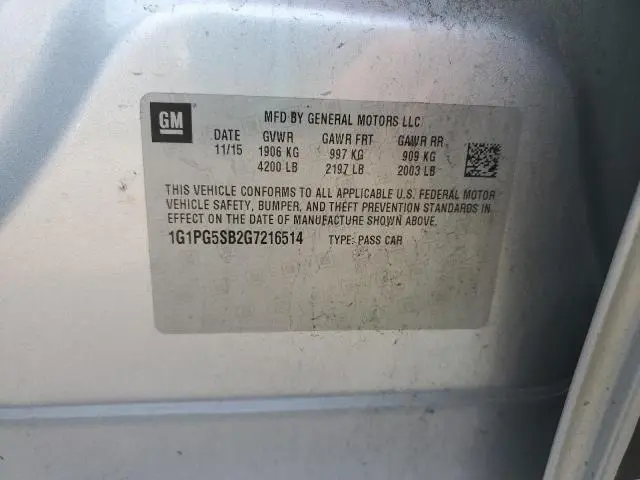 GM
MFD BY GENERAL MOTORS LLC
DATE GVWR GAWR FRT GAWR RR
11/15 1906 KG 997 KG 909 KG
4200 LB 2197 LB 2003 LB
THIS VEHICLE CONFORMS TO ALL APPLICABLE U.S. FEDERAL MOTOR
VEHICLE SAFETY, BUMPER, AND THEFT PREVENTION STANDARDS IN
EFFECT ON THE DATE OF MANUFACTURE SHOWN ABOVE.
1G1PG5SB2G7216514 TYPE: PASS CAR